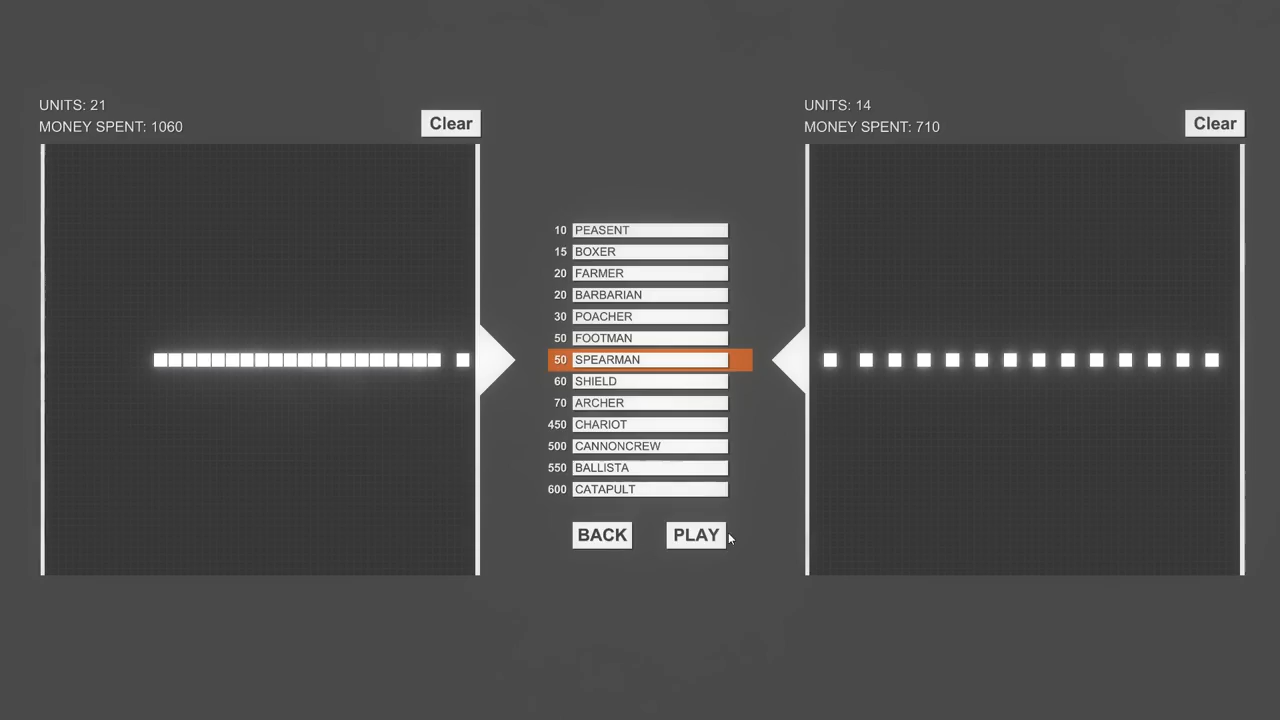 UNITS: 21
MONEY SPENT: 1060
Clear
UNITS: 14
MONEY SPENT: 710
Clear
10 PEASENT
15 BOXER
20 FARMER
20 BARBARIAN
30 POACHER
50 FOOTMAN
50 SPEARMAN
60 SHIELD
70 ARCHER
450 CHARIOT
500 CANNONCREW
550 BALLISTA
600 CATAPULT
BACK
PLAY